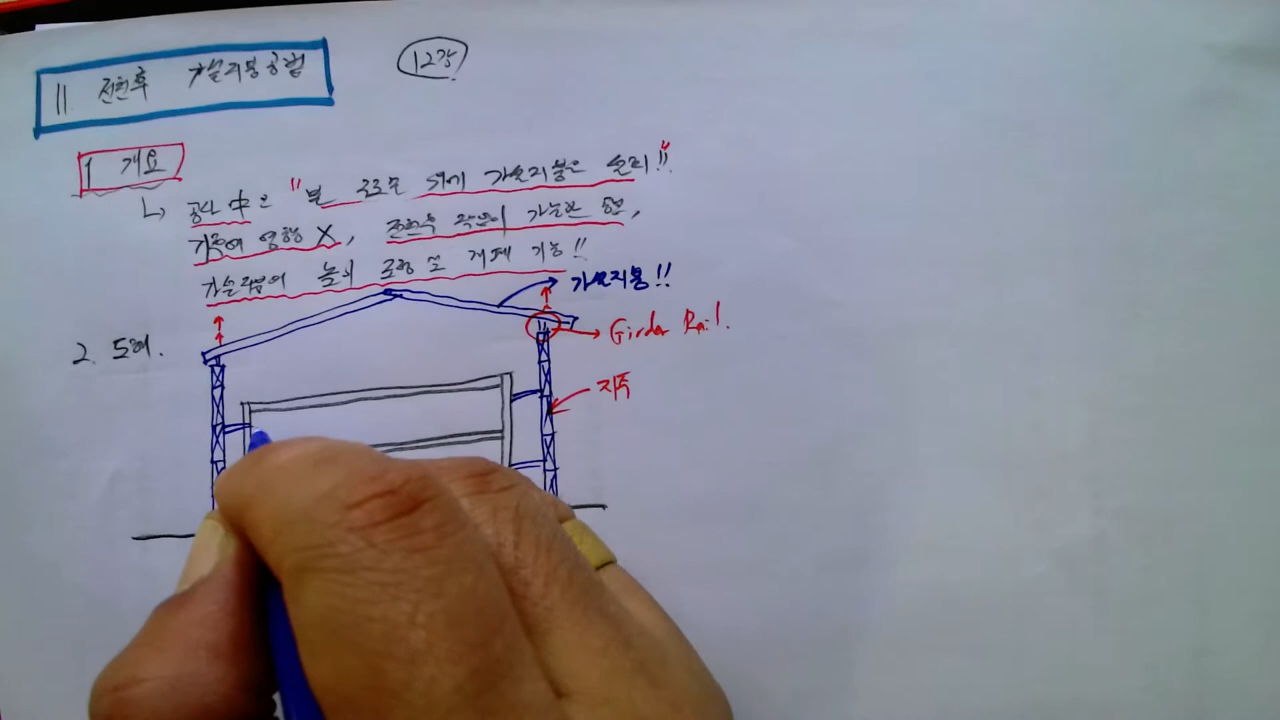 11 전천후 가설지붕공법
12강
1 개요
↳ 공사 中인 "본 구조물 위에 가설지붕을 설치!!"
기후에 영향 X, 전천후 작업이 가능한 공법,
가설지붕의 높이 조정 및 개폐 가능!!
가설지붕!!
2. 도해.
Girder Rail.
지주